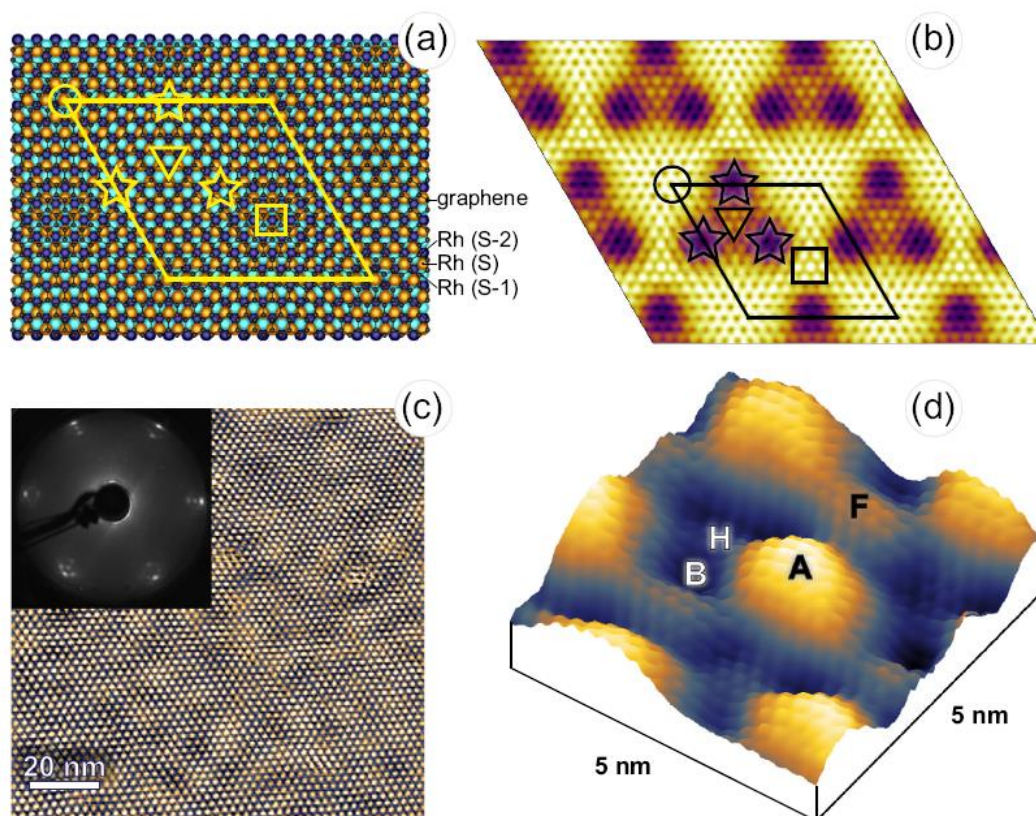 (a)
(b)
graphene
Rh (S-2)
Rh (S)
Rh (S-1)
(c)
(d)
20 nm
F
H
B
A
5 nm
5 nm